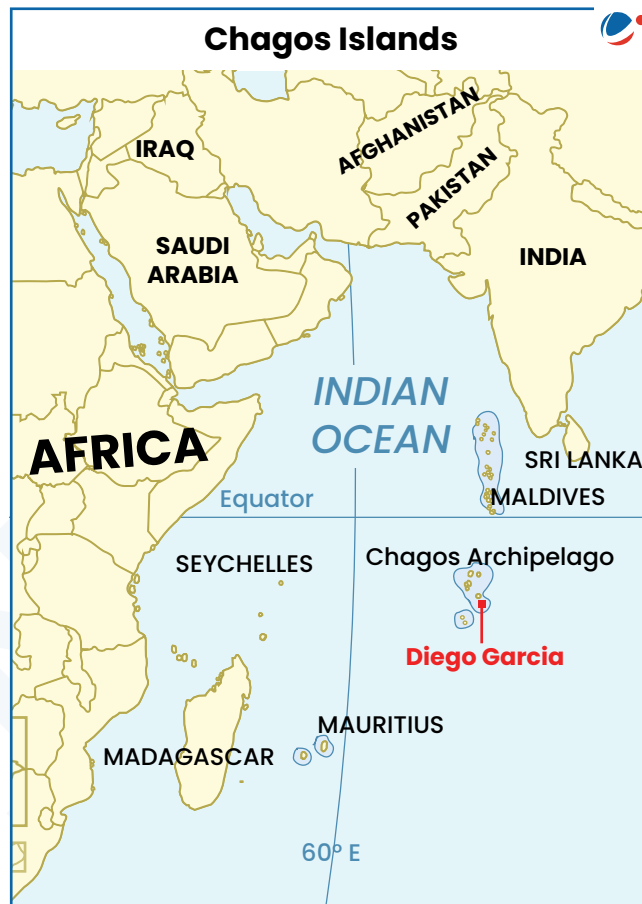 Chagos Islands
IRAQ
AFGHANISTAN
PAKISTAN
SAUDI
ARABIA
INDIA
INDIAN
OCEAN
AFRICA
SRI LANKA
MALDIVES
Equator
SEYCHELLES
Chagos Archipelago
Diego Garcia
MAURITIUS
MADAGASCAR
60° E